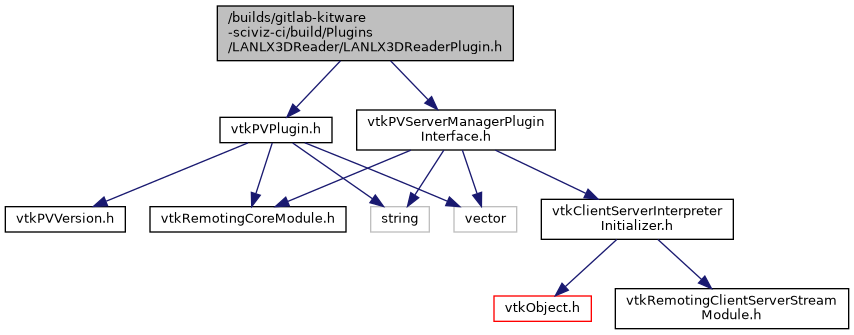 /builds/gitlab-kitware
-sciviz-ci/build/Plugins
/LANLX3DReader/LANLX3DReaderPlugin.h
vtkPVPlugin.h
vtkPVServerManagerPlugin
Interface.h
vtkPVVersion.h
vtkRemotingCoreModule.h
string
vector
vtkClientServerInterpreter
Initializer.h
vtkObject.h
vtkRemotingClientServerStream
Module.h